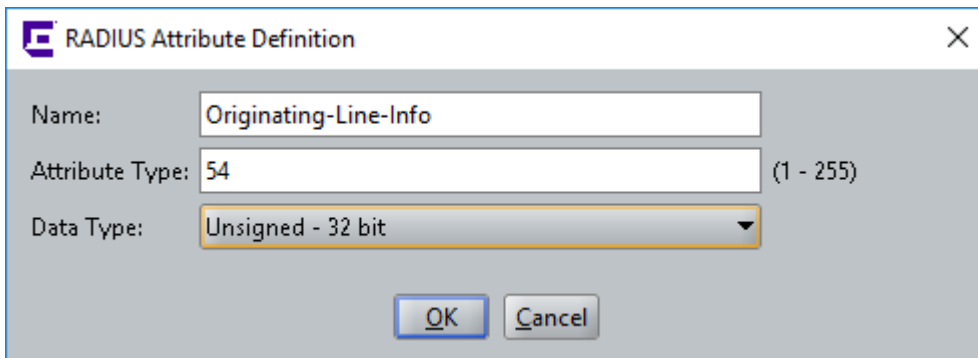 RADIUS Attribute Definition
Name: Originating-Line-Info
Attribute Type: 54 (1 - 255)
Data Type: Unsigned - 32 bit
OK Cancel